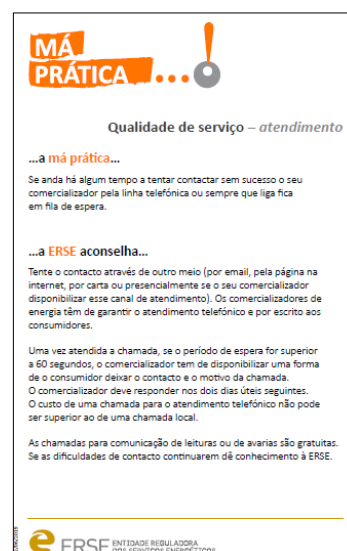 MÁ
PRÁTICA...!
Qualidade de serviço – atendimento
...a má prática...
Se anda há algum tempo a tentar contactar sem sucesso o seu
comercializador pela linha telefónica ou sempre que liga fica
em fila de espera.
...a ERSE aconselha...
Tente o contacto através de outro meio (por email, pela página na
internet, por carta ou presencialmente se o seu comercializador
disponibilizar esse canal de atendimento). Os comercializadores de
energia têm de garantir o atendimento telefónico e por escrito aos
consumidores.
Uma vez atendida a chamada, se o período de espera for superior
a 60 segundos, o comercializador tem de disponibilizar uma forma
de o consumidor deixar o contacto e o motivo da chamada.
O comercializador deve responder nos dois dias úteis seguintes.
O custo de uma chamada para o atendimento telefónico não pode
ser superior ao de uma chamada local.
As chamadas para comunicação de leituras ou de avarias são gratuitas.
Se as dificuldades de contacto continuarem dê conhecimento à ERSE.
ERSE ENTIDADE REGULADORA
DOS SERVIÇOS ENERGÉTICOS